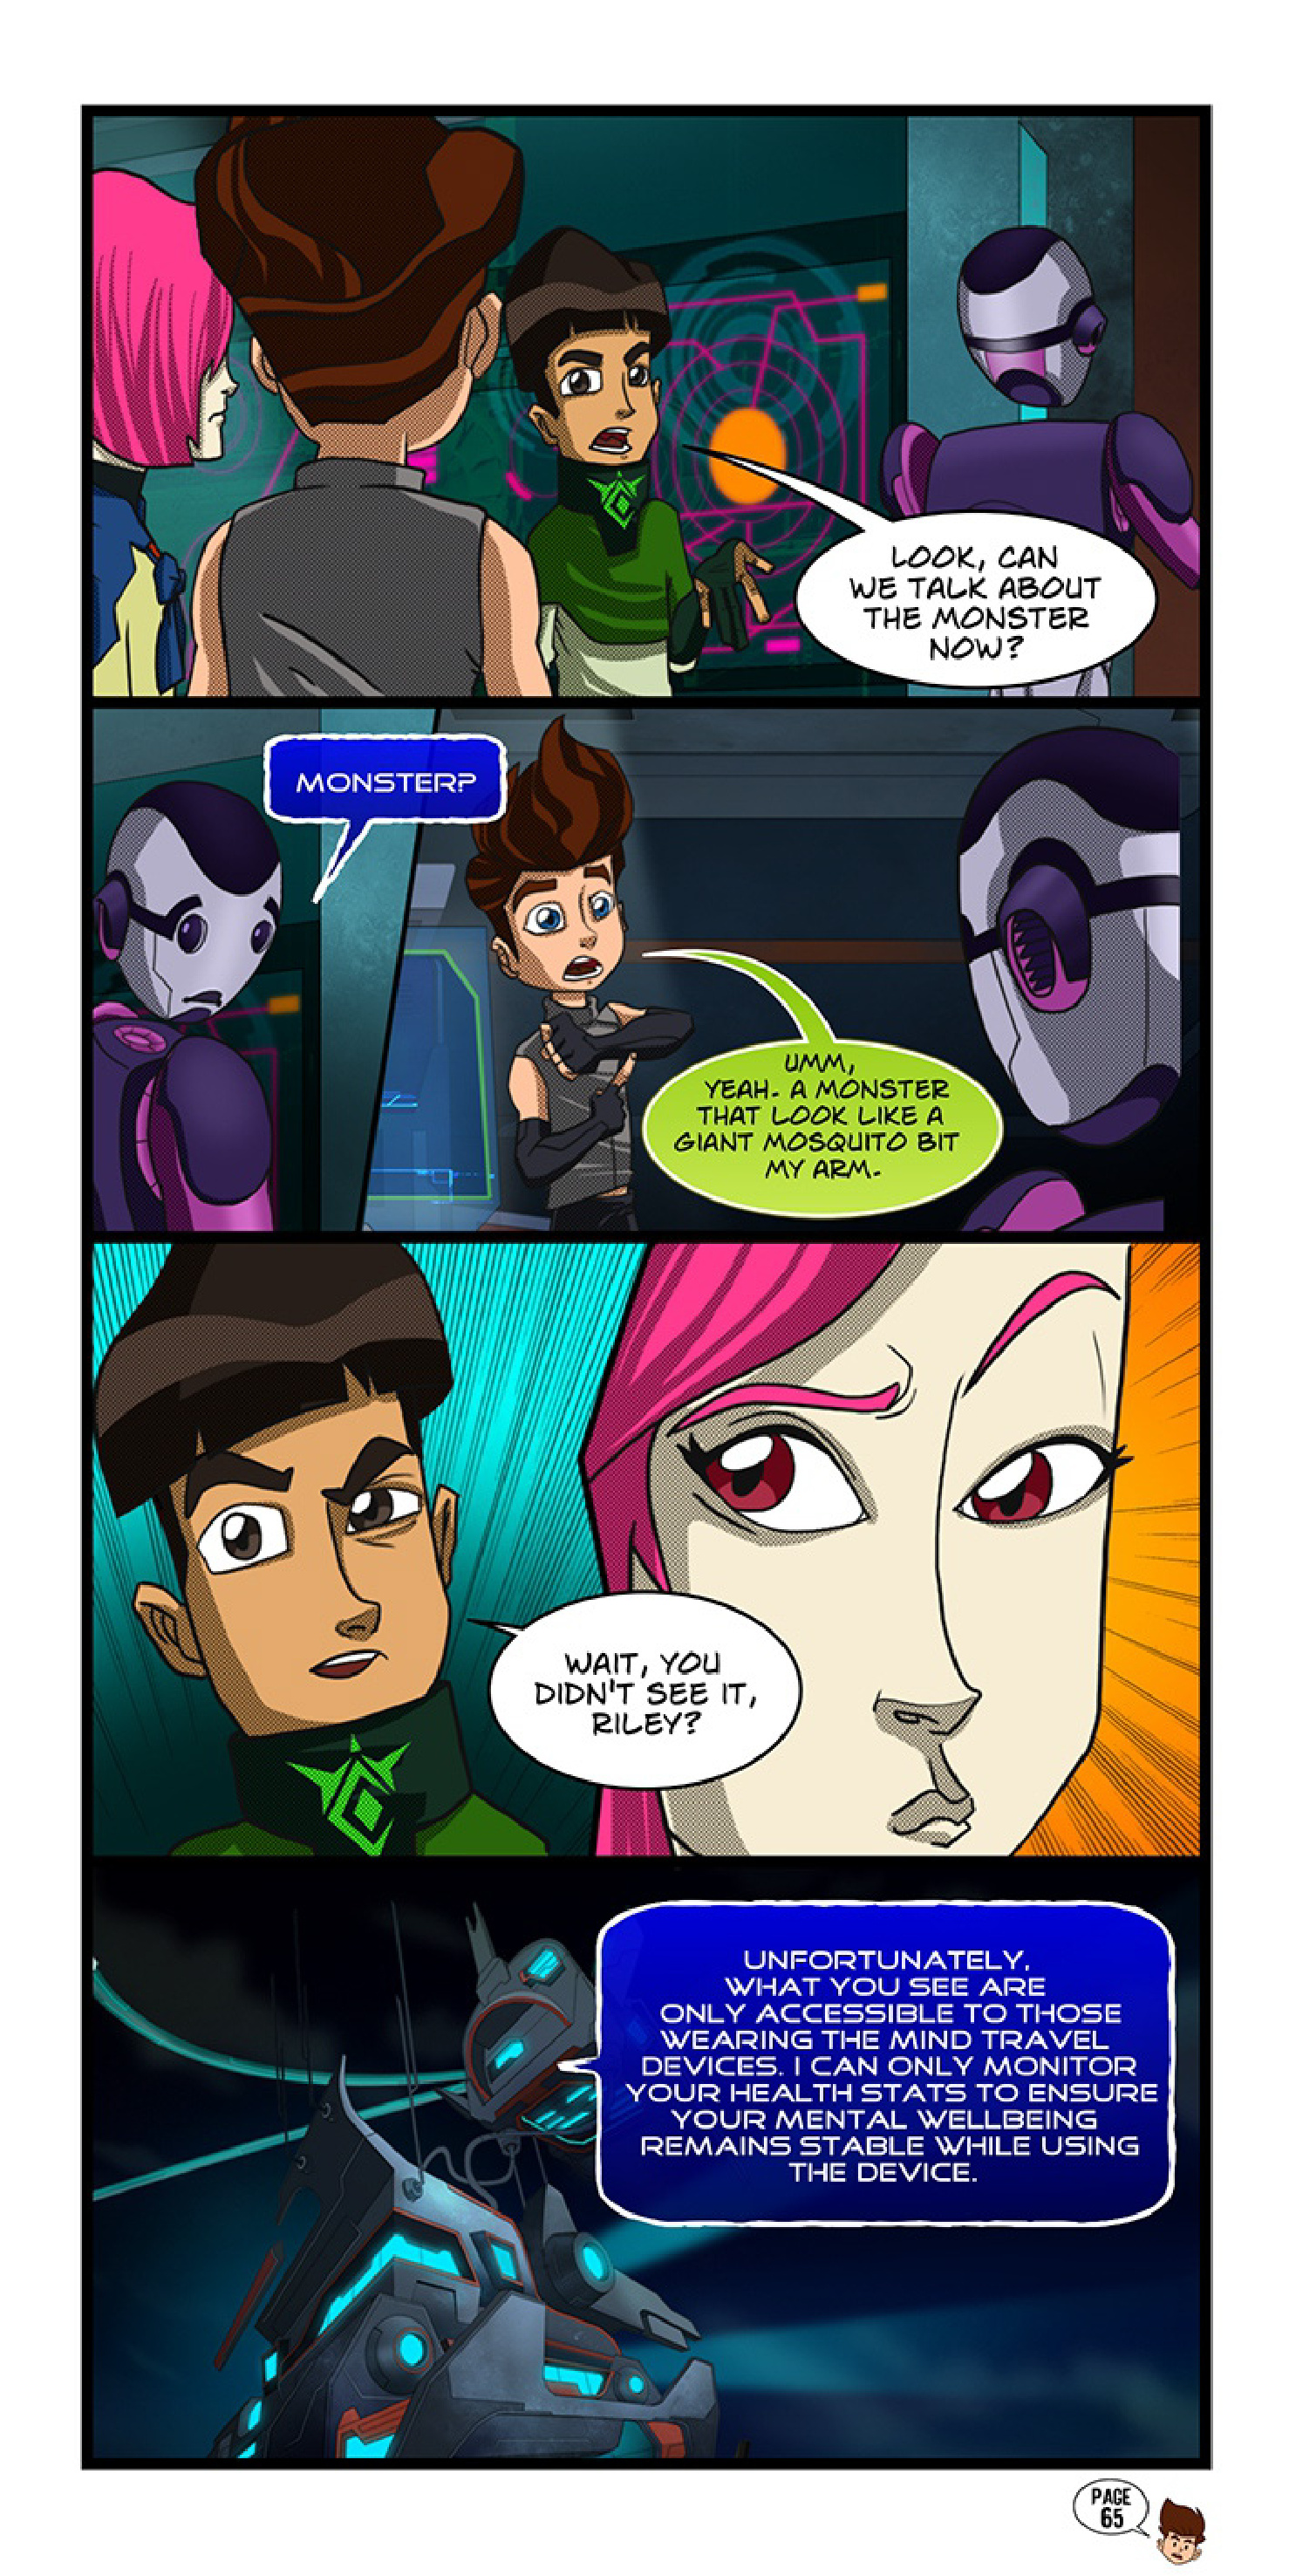 LOOK, CAN
WE TALK ABOUT
THE MONSTER
NOW?
MONSTER?
UMM,
YEAH. A MONSTER
THAT LOOK LIKE A
GIANT MOSQUITO BIT
MY ARM.
WAIT, YOU
DIDN'T SEE IT,
RILEY?
UNFORTUNATELY,
WHAT YOU SEE ARE
ONLY ACCESSIBLE TO THOSE
WEARING THE MIND TRAVEL
DEVICES. I CAN ONLY MONITOR
YOUR HEALTH STATS TO ENSURE
YOUR MENTAL WELLBEING
REMAINS STABLE WHILE USING
THE DEVICE.
PAGE
65